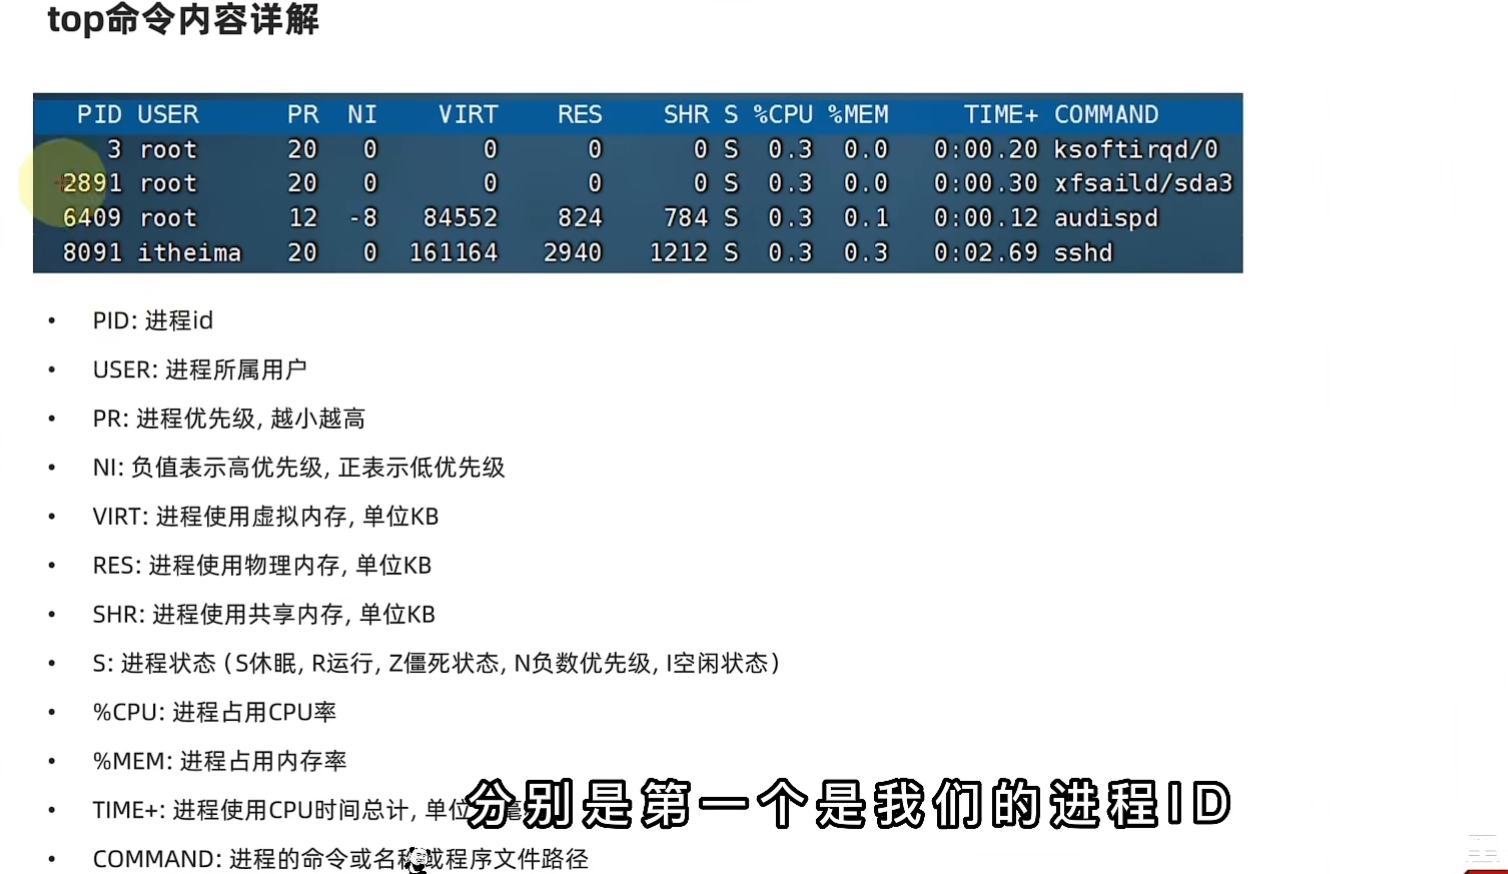 top命令内容详解
PID USER PR NI VIRT RES SHR S %CPU %MEM TIME+ COMMAND
3 root 20 0 0 0 0 S 0.3 0.0 0:00.20 ksoftirqd/0
2891 root 20 0 0 0 0 S 0.3 0.0 0:00.30 xfsaild/sda3
6409 root 12 -8 84552 824 784 S 0.3 0.1 0:00.12 audispd
8091 itheima 20 0 161164 2940 1212 S 0.3 0.3 0:02.69 sshd
• PID: 进程id
• USER: 进程所属用户
• PR: 进程优先级, 越小越高
• NI: 负值表示高优先级, 正表示低优先级
• VIRT: 进程使用虚拟内存, 单位KB
• RES: 进程使用物理内存, 单位KB
• SHR: 进程使用共享内存, 单位KB
• S: 进程状态 (S休眠, R运行, Z僵死状态, N负数优先级, I空闲状态)
• %CPU: 进程占用CPU率
• %MEM: 进程占用内存率
• TIME+: 进程使用CPU时间总计, 单位
分别是第一个是我们的进程ID
• COMMAND: 进程的命令或名称或程序文件路径